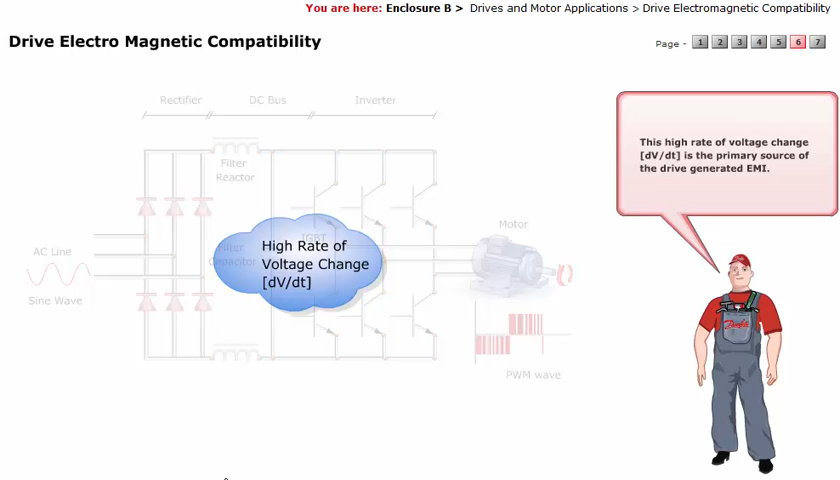 You are here: Enclosure B > Drives and Motor Applications > Drive Electromagnetic Compatibility
Drive Electro Magnetic Compatibility
Page - 1 2 3 4 5 6 7
Rectifier DC Bus Inverter
This high rate of voltage change
[dV/dt] is the primary source of
the drive generated EMI.
Filter
Reactor
Motor
IGBT
AC Line
Filter
Capacitor
High Rate of
Voltage Change
[dV/dt]
Sine Wave
Danfoss
PWM wave